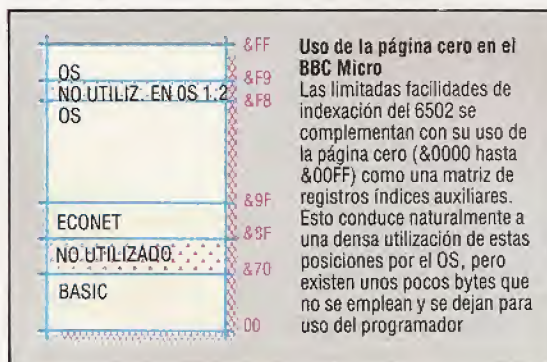 &FF
OS
&F9
NO UTILIZ. EN OS 1.2
&F8
OS
&9F
ECONET
&8F
NO UTILIZADO
&70
BASIC
00
Uso de la página cero en el
BBC Micro
Las limitadas facilidades de
indexación del 6502 se
complementan con su uso de
la página cero (&0000 hasta
&00FF) como una matriz de
registros índices auxiliares.
Esto conduce naturalmente a
una densa utilización de estas
posiciones por el OS, pero
existen unos pocos bytes que
no se emplean y se dejan para
uso del programador